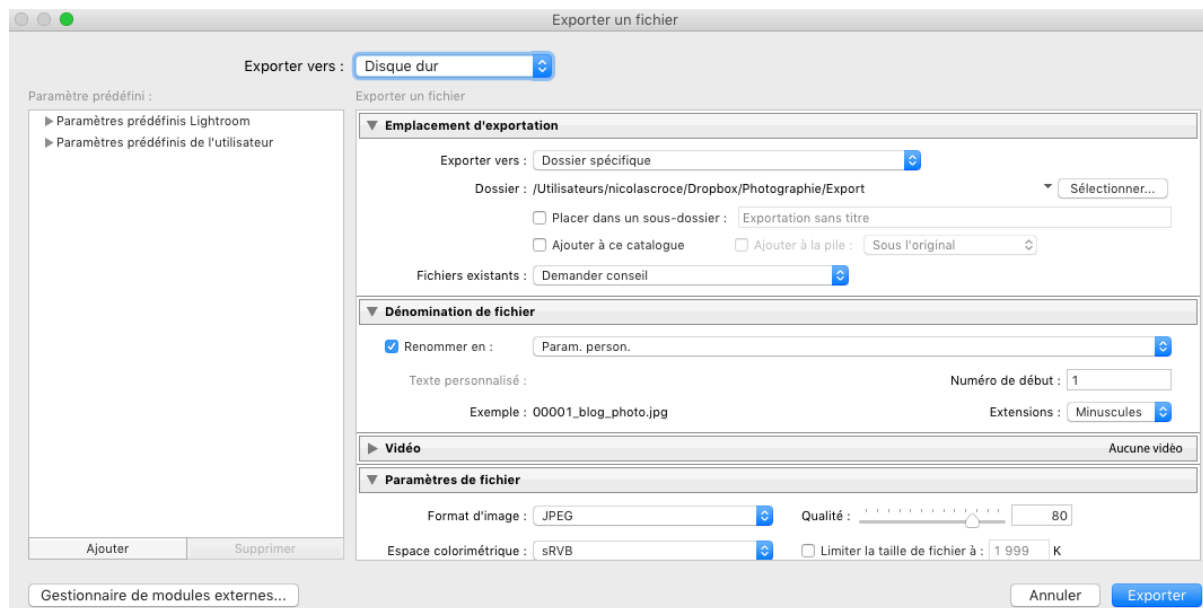 Exporter un fichier
Exporter vers : Disque dur
Paramètre prédéfini :
Paramètres prédéfinis Lightroom
Paramètres prédéfinis de l'utilisateur
Ajouter Supprimer
Exporter un fichier
Emplacement d'exportation
Exporter vers : Dossier spécifique
Dossier : /Utilisateurs/nicolascroce/Dropbox/Photographie/Export Sélectionner...
Placer dans un sous-dossier : Exportation sans titre
Ajouter à ce catalogue Ajouter à la pile : Sous l'original
Fichiers existants : Demander conseil
Dénomination de fichier
Renommer en : Param. person.
Texte personnalisé : Numéro de début : 1
Exemple : 00001_blog_photo.jpg Extensions : Minuscules
Vidéo Aucune vidéo
Paramètres de fichier
Format d'image : JPEG Qualité : 80
Espace colorimétrique : sRVB Limiter la taille de fichier à : 1 999 K
Gestionnaire de modules externes... Annuler Exporter